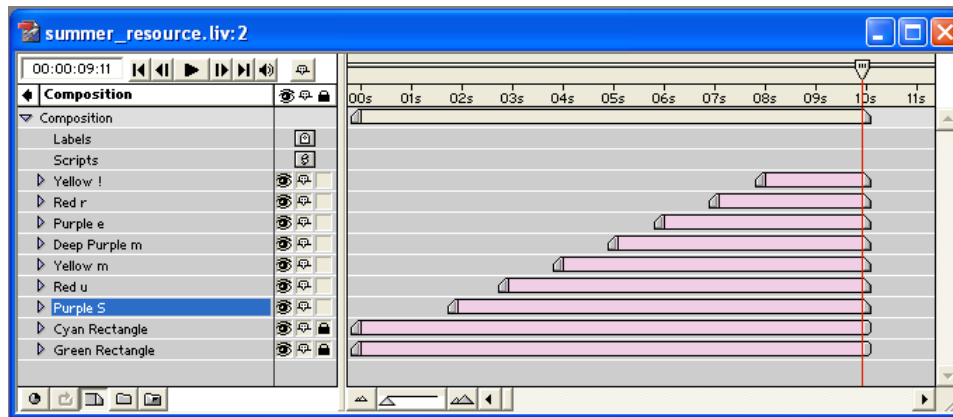 summer_resource.liv:2
00:00:09:11
Composition
00s 01s 02s 03s 04s 05s 06s 07s 08s 09s 10s 11s
Composition
Labels
Scripts
Yellow !
Red r
Purple e
Deep Purple m
Yellow m
Red u
Purple S
Cyan Rectangle
Green Rectangle